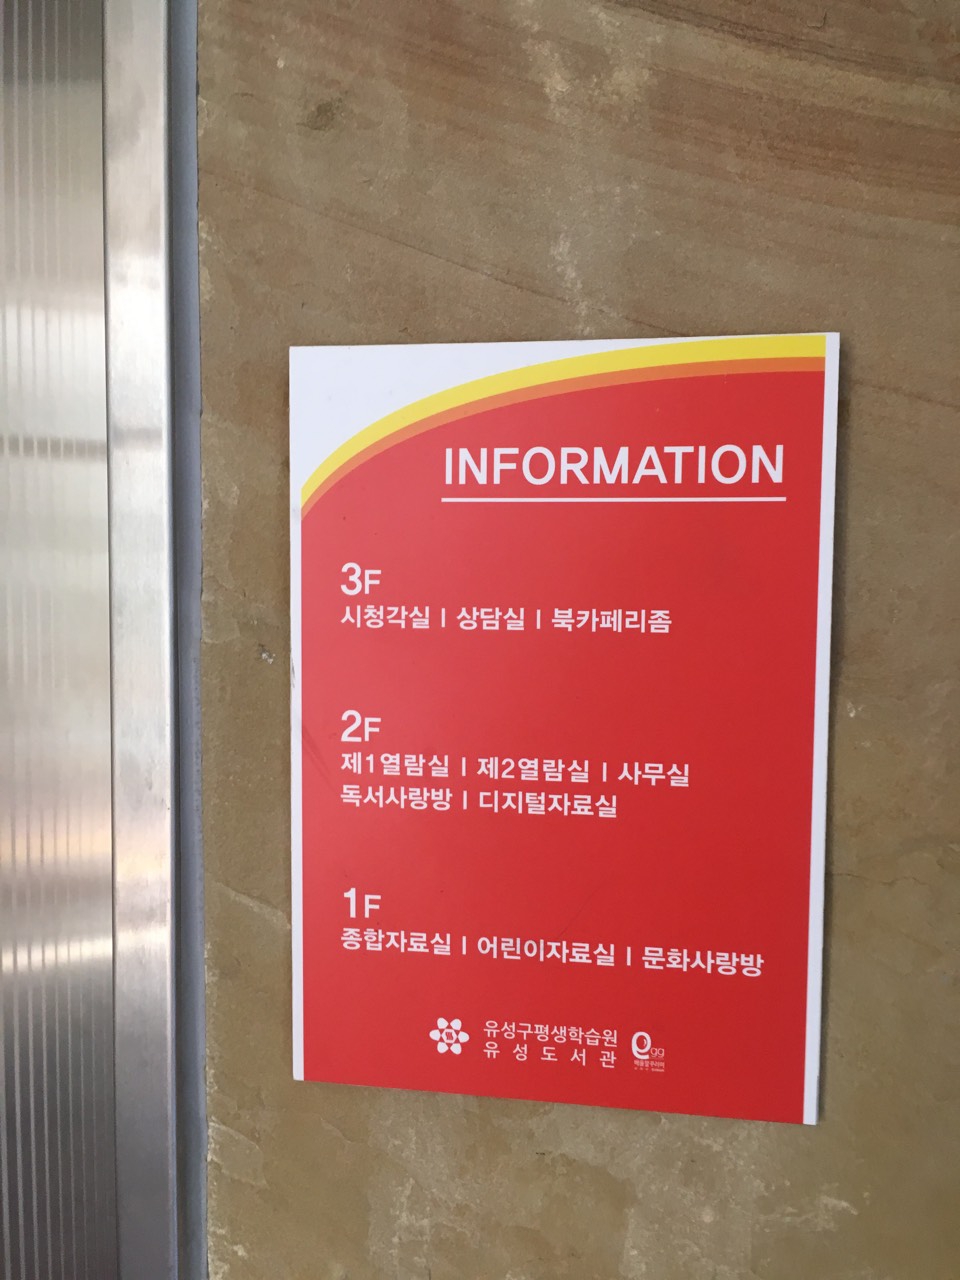 INFORMATION
3F
시청각실 | 상담실 | 북카페리좀
2F
제1열람실 | 제2열람실 | 사무실
독서사랑방 | 디지털자료실
1F
종합자료실 | 어린이자료실 | 문화사랑방
유성구평생학습원
유성도서관
egg